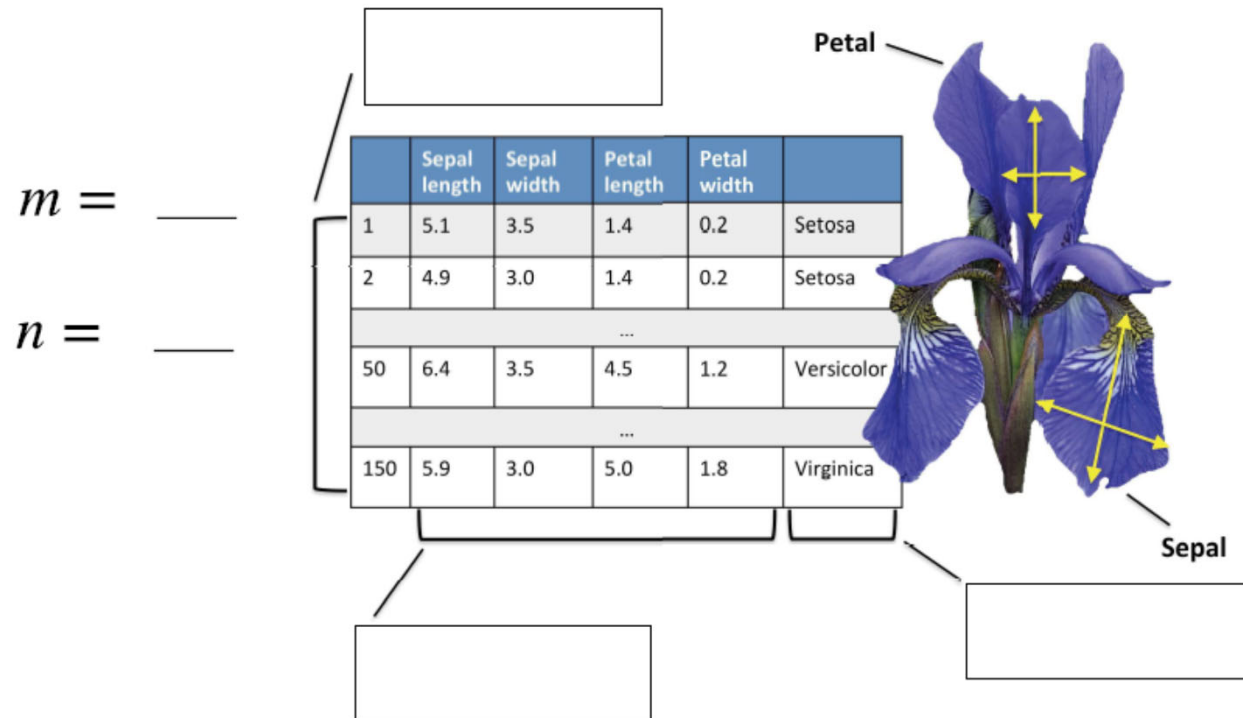 Petal
m = ___
n = ___
Sepal length Sepal width Petal length Petal width
1 5.1 3.5 1.4 0.2 Setosa
2 4.9 3.0 1.4 0.2 Setosa
...
50 6.4 3.5 4.5 1.2 Versicolor
...
150 5.9 3.0 5.0 1.8 Virginica
Sepal